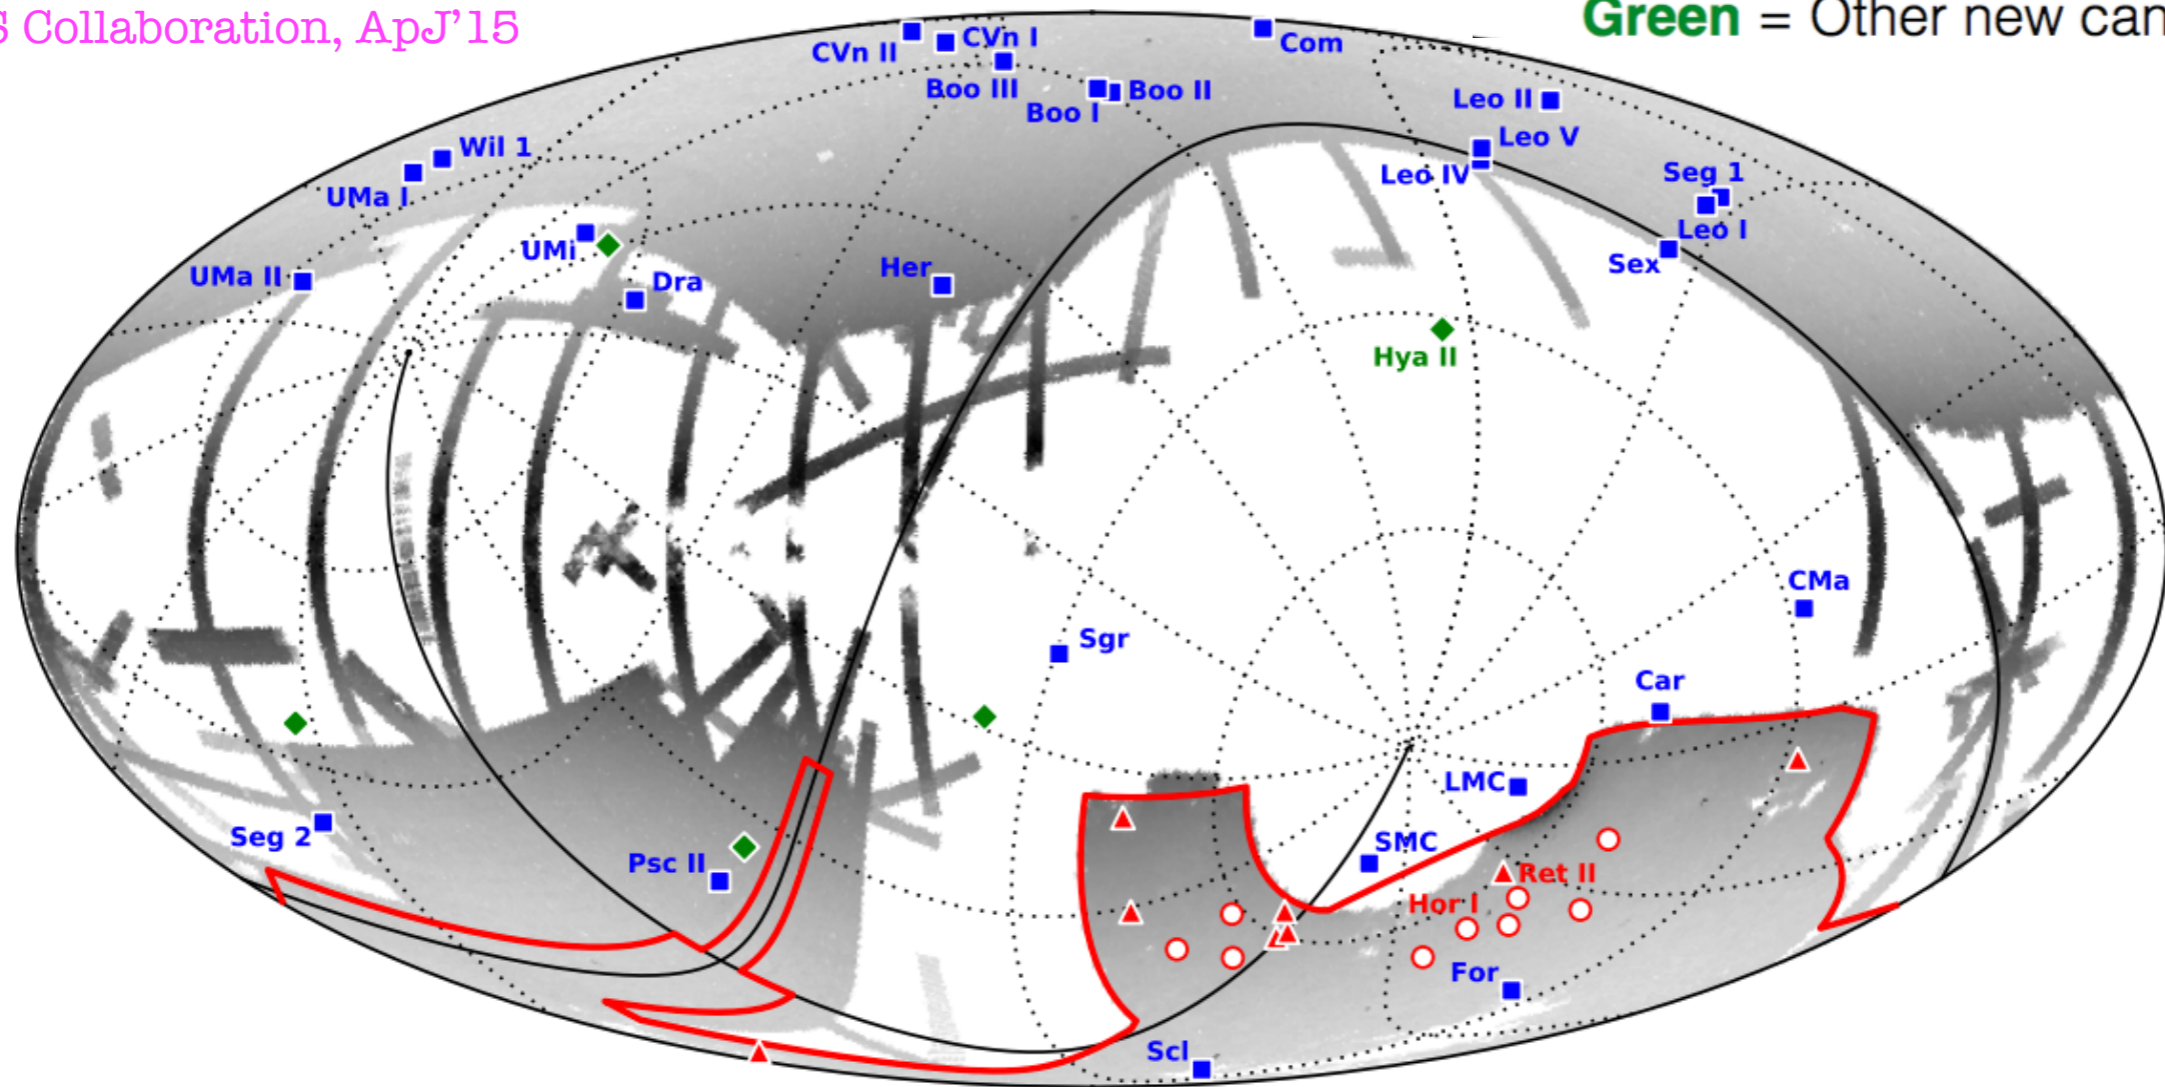 S Collaboration, ApJ'15
Green = Other new can
CVn II
CVn I
Com
Boo III
Boo I
Boo II
Leo II
Leo V
Leo IV
Wil 1
UMa I
Seg 1
Leo I
Sex
UMi
UMa II
Dra
Her
Hya II
CMa
Sgr
Car
LMC
SMC
Seg 2
Psc II
Ret II
Hor I
For
Scl